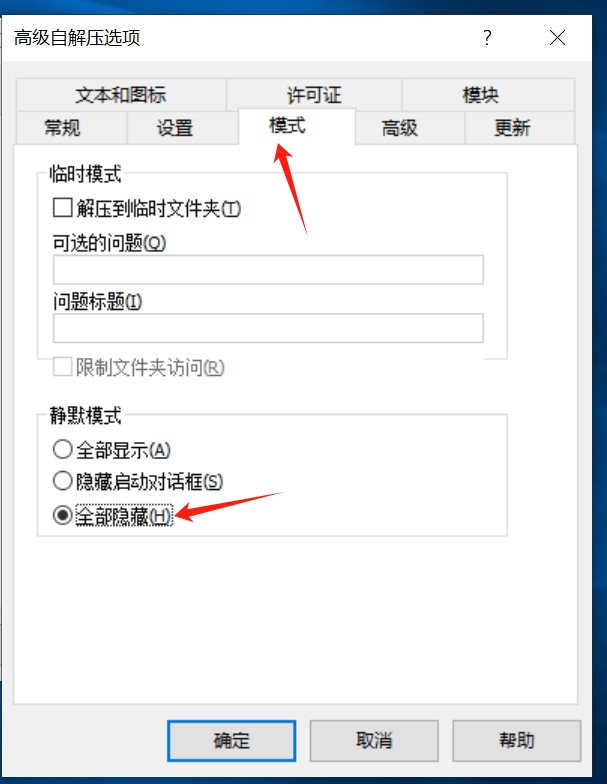 高级自解压选项 ?
文本和图标 许可证 模块
常规 设置 模式 高级 更新
临时模式
解压到临时文件夹(T)
可选的问题(Q)
问题标题(I)
限制文件夹访问(R)
静默模式
全部显示(A)
隐藏启动对话框(S)
全部隐藏(H)
确定 取消 帮助